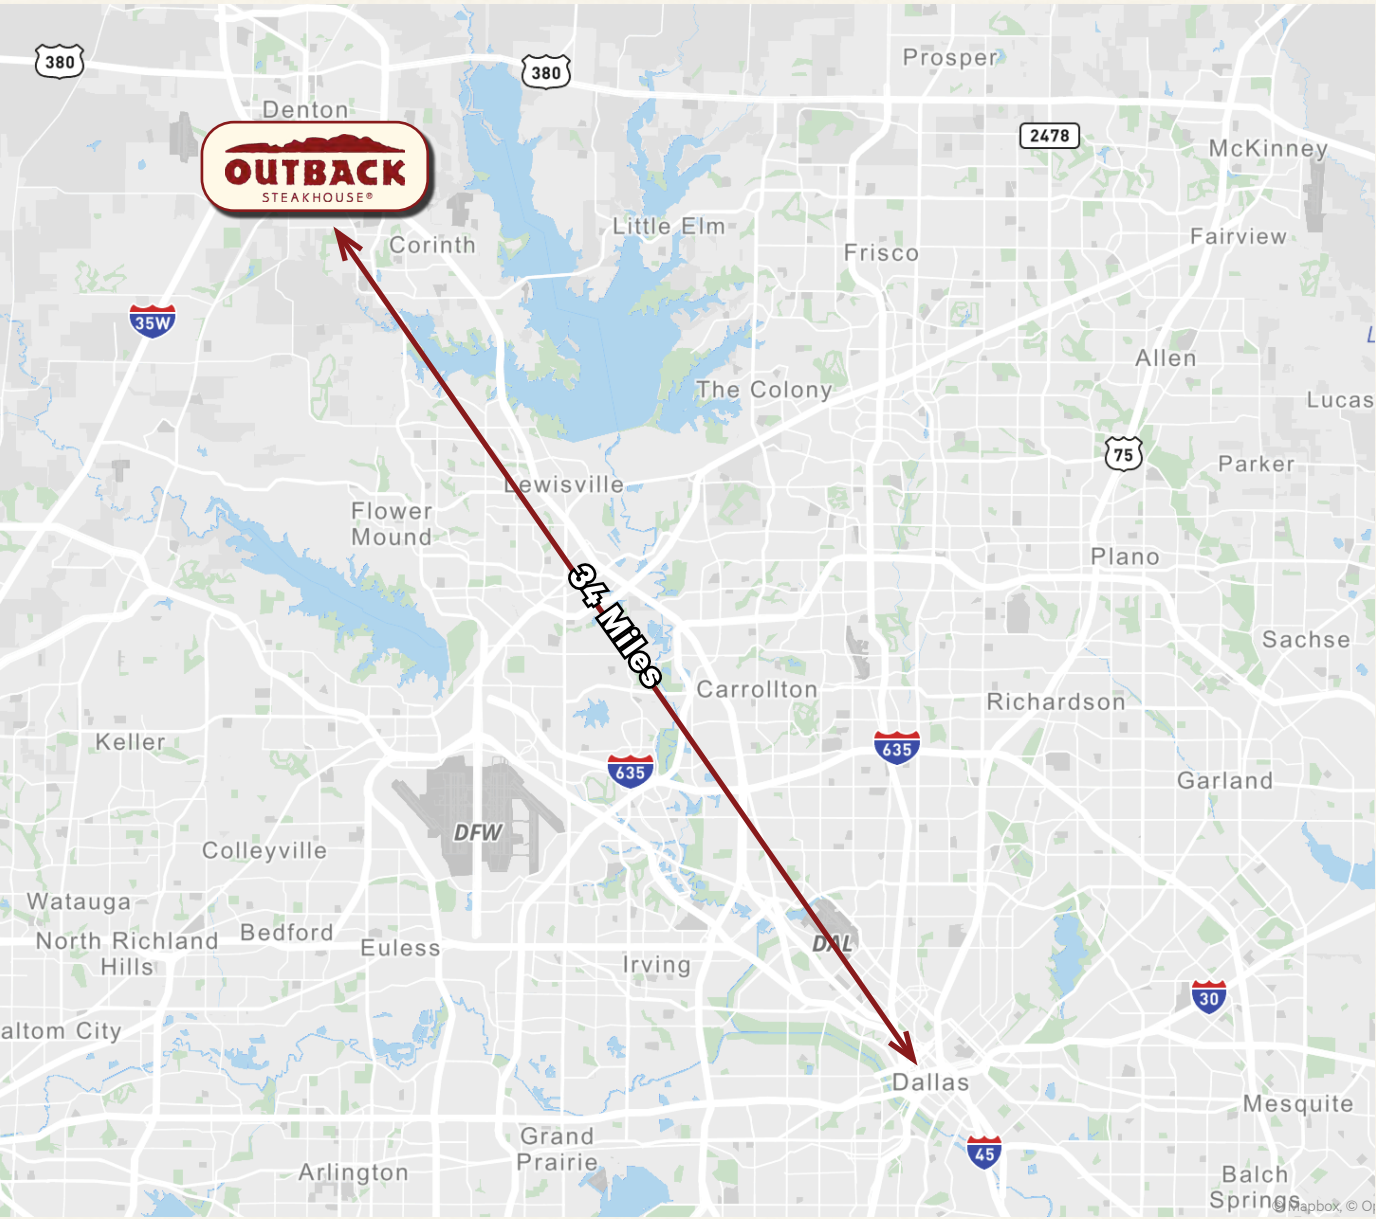 380
380
Prosper
Denton
2478
McKinney
OUTBACK
STEAKHOUSE®
Little Elm
Corinth
Fairview
Frisco
35W
L
Allen
The Colony
Lucas
75
Parker
Lewisville
Flower
Mound
Plano
34 Miles
Sachse
Carrollton
Richardson
Keller
635
635
Garland
DFW
Colleyville
Watauga
North Richland
Hills
Bedford
Euless
DAL
Irving
30
altom City
Dallas
Mesquite
Grand
Prairie
45
Arlington
Balch
Springs
© Mapbox, © Op